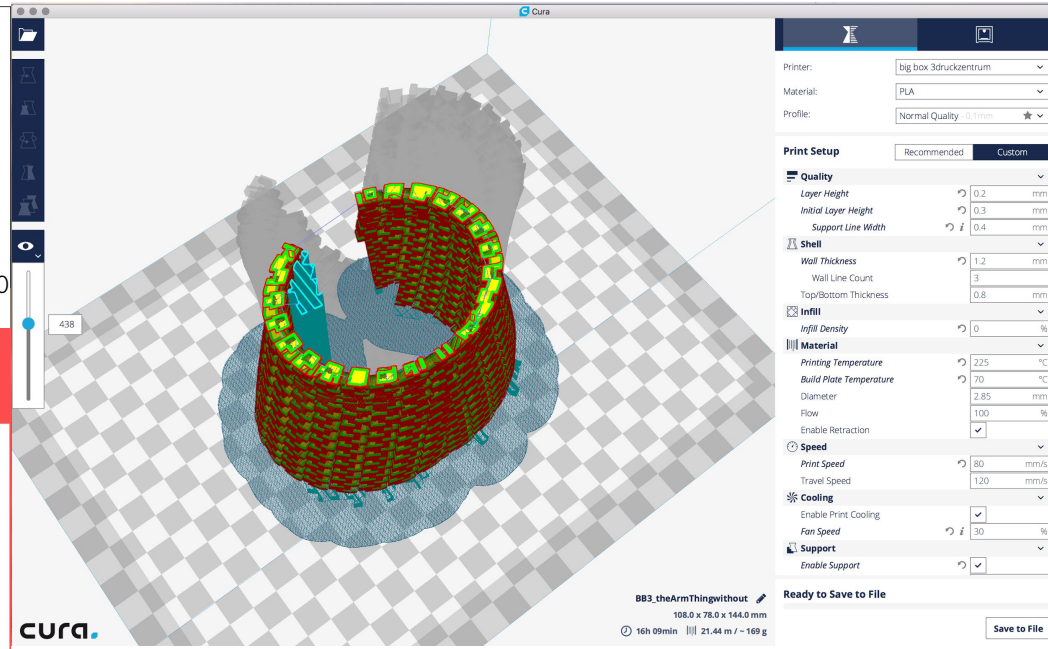 Cura
Printer: big box 3druckzentrum
Material: PLA
Profile: Normal Quality - 0.1mm
Print Setup Recommended Custom
Quality
Layer Height 0.2 mm
Initial Layer Height 0.3 mm
Support Line Width i 0.4 mm
Shell
Wall Thickness 1.2 mm
Wall Line Count 3
Top/Bottom Thickness 0.8 mm
Infill
Infill Density 0 %
Material
Printing Temperature 225 °C
Build Plate Temperature 70 °C
Diameter 2.85 mm
Flow 100 %
Enable Retraction
Speed
Print Speed 80 mm/s
Travel Speed 120 mm/s
Cooling
Enable Print Cooling
Fan Speed i 30 %
Support
Enable Support
Ready to Save to File
Save to File
0
438
BB3_theArmThingwithout
108.0 x 78.0 x 144.0 mm
16h 09min 21.44 m / ~ 169 g
cura.